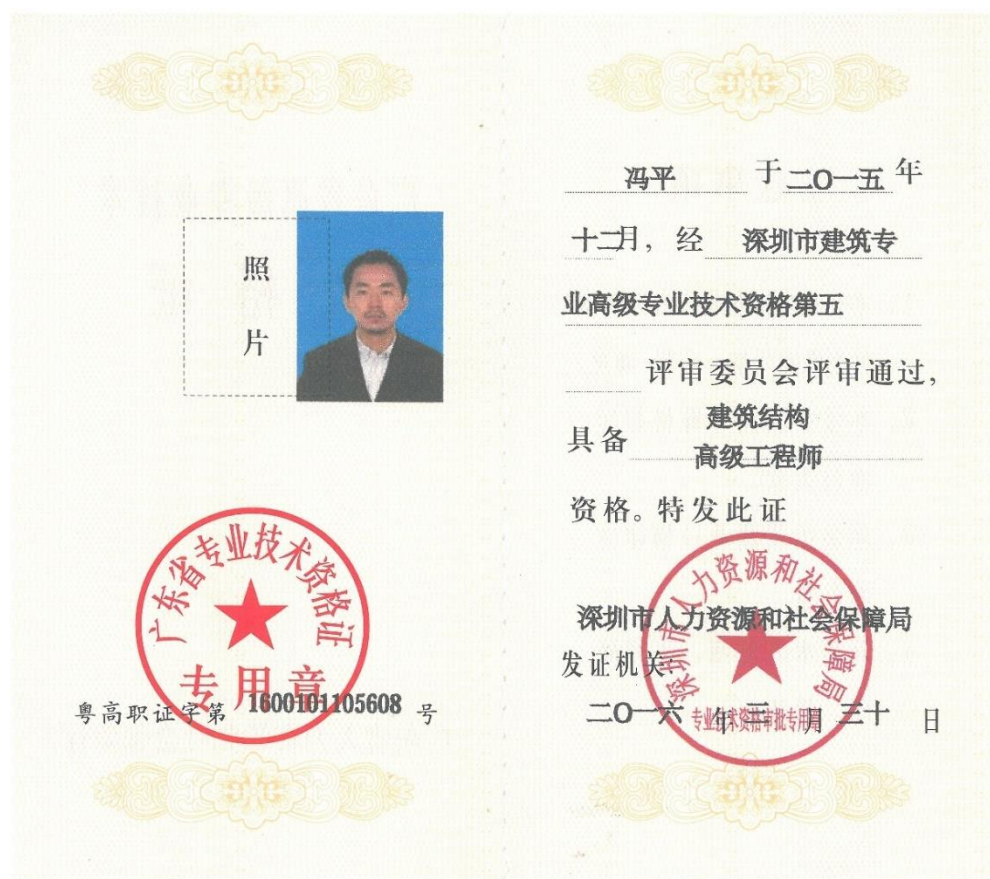 照
片
广东省专业技术资格证
专用章
粤高职证字第 1600101105608 号
冯平 于二〇一五年
十二月，经 深圳市建筑专
业高级专业技术资格第五
评审委员会评审通过，
具备 建筑结构
高级工程师
资格。特发此证
深圳市人力资源和社会保障局
深圳市人力资源和社会保障局
发证机关
二〇一六年三月三十日
专业技术资格审批专用章